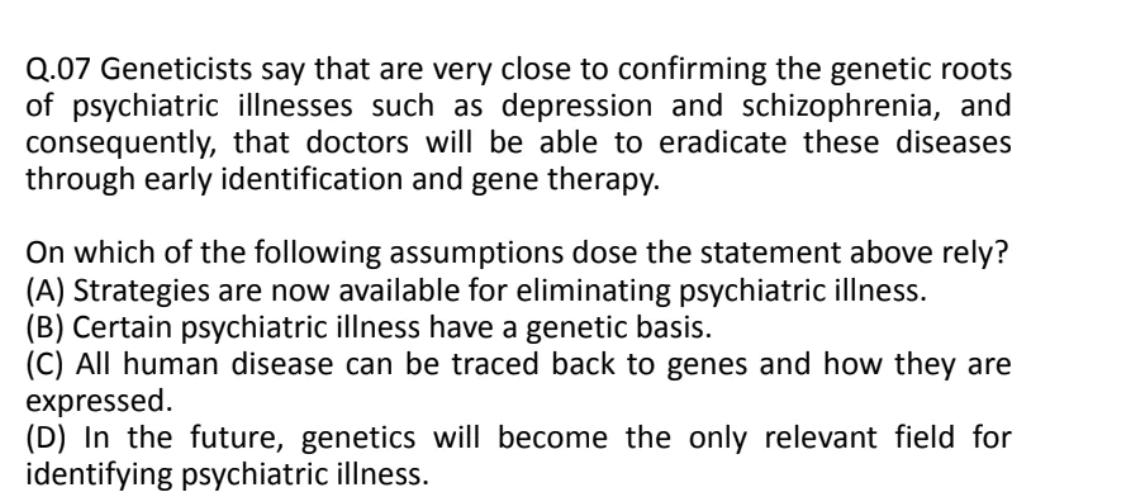 Q.07 Geneticists say that are very close to confirming the genetic roots
of psychiatric illnesses such as depression and schizophrenia, and
consequently, that doctors will be able to eradicate these diseases
through early identification and gene therapy.
On which of the following assumptions dose the statement above rely?
(A) Strategies are now available for eliminating psychiatric illness.
(B) Certain psychiatric illness have a genetic basis.
(C) All human disease can be traced back to genes and how they are
expressed.
(D) In the future, genetics will become the only relevant field for
identifying psychiatric illness.